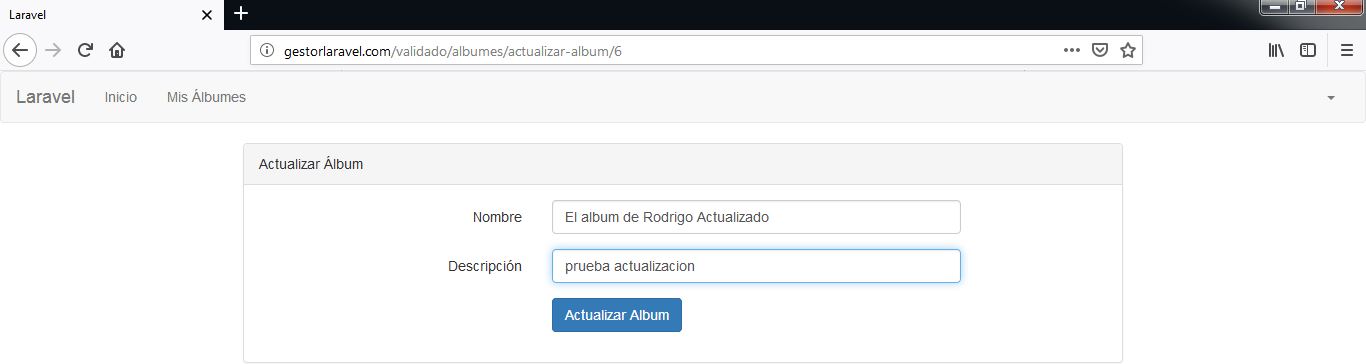 Laravel
gestorlaravel.com/validado/albumes/actualizar-album/6
Laravel Inicio Mis Álbumes
Actualizar Álbum
Nombre El album de Rodrigo Actualizado
Descripción prueba actualizacion
Actualizar Album